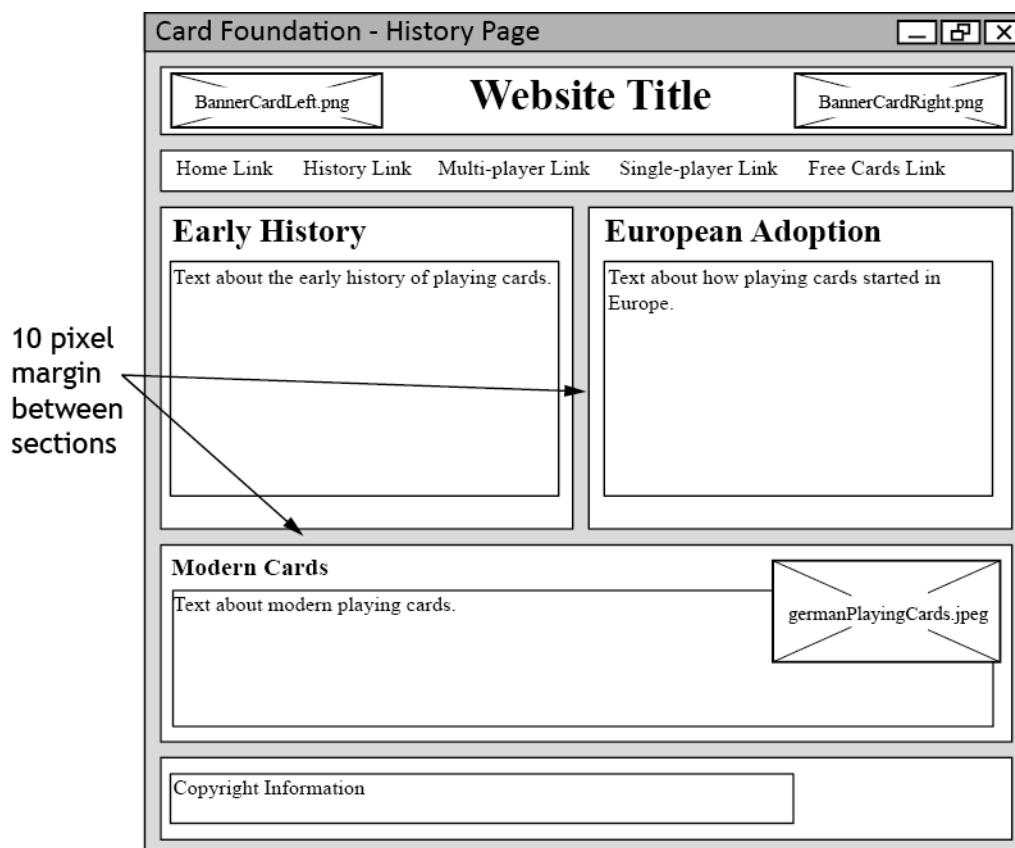 Card Foundation - History Page
BannerCardLeft.png
Website Title
BannerCardRight.png
Home Link History Link Multi-player Link Single-player Link Free Cards Link
Early History
Text about the early history of playing cards.
European Adoption
Text about how playing cards started in
Europe.
10 pixel
margin
between
sections
Modern Cards
Text about modern playing cards.
germanPlayingCards.jpeg
Copyright Information